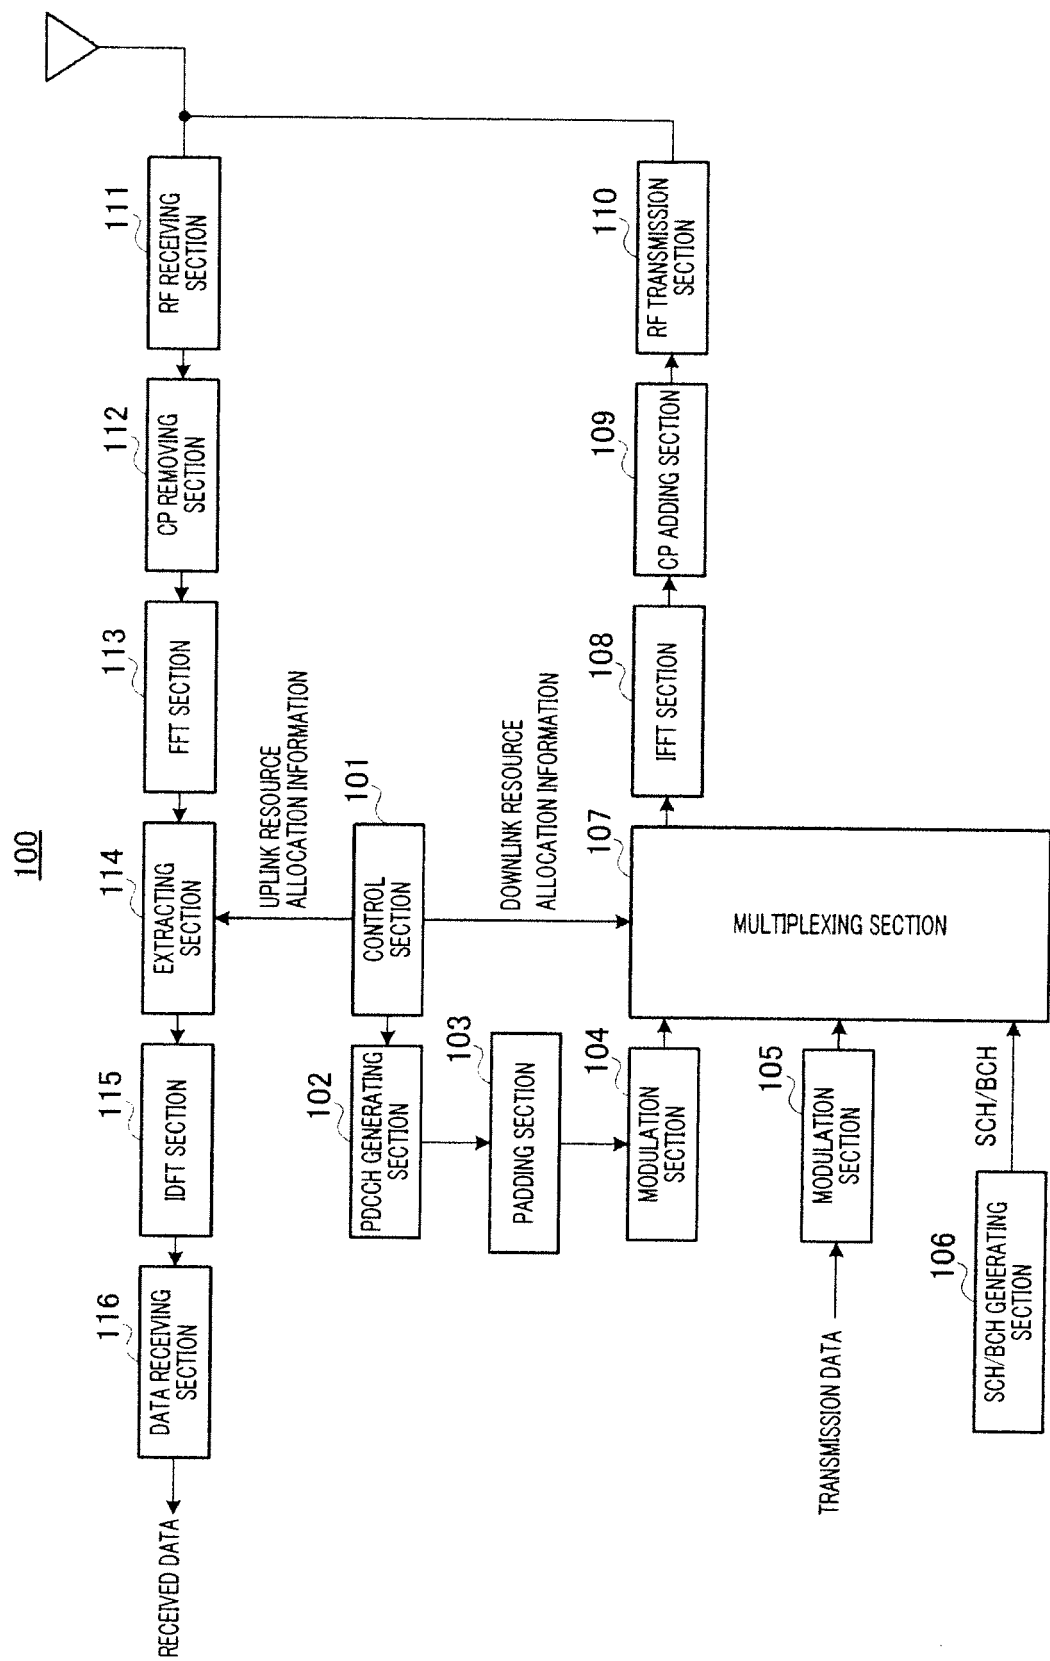 100
RECEIVED DATA
116
DATA RECEIVING
SECTION
115
IDFT SECTION
114
EXTRACTING
SECTION
113
FFT SECTION
112
CP REMOVING
SECTION
111
RF RECEIVING
SECTION
UPLINK RESOURCE
ALLOCATION INFORMATION
101
CONTROL
SECTION
102
PDCCH GENERATING
SECTION
103
PADDING SECTION
104
MODULATION
SECTION
DOWNLINK RESOURCE
ALLOCATION INFORMATION
107
MULTIPLEXING SECTION
108
IFFT SECTION
109
CP ADDING SECTION
110
RF TRANSMISSION
SECTION
TRANSMISSION DATA
105
MODULATION
SECTION
106
SCH/BCH GENERATING
SECTION
SCH/BCH